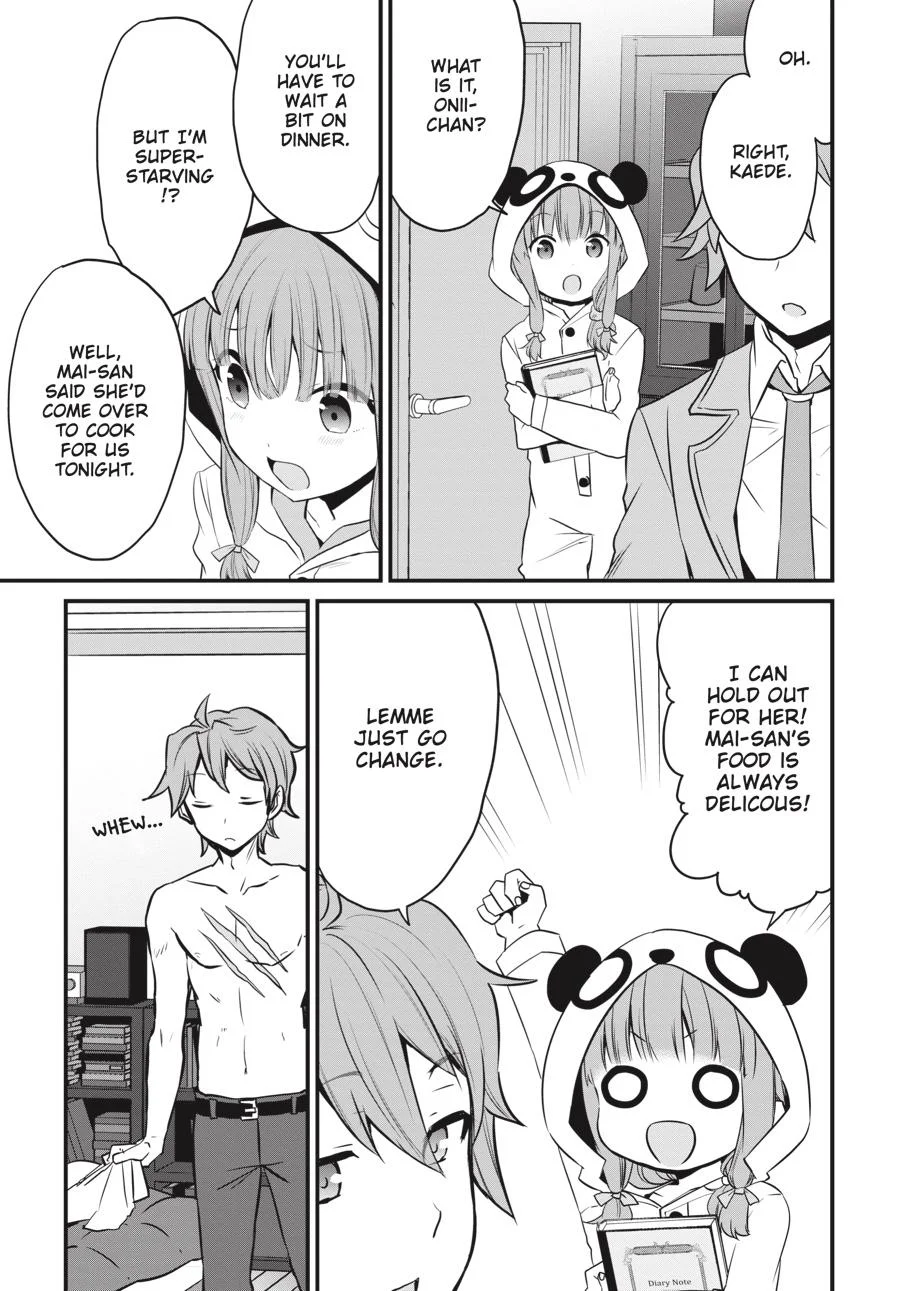 OH.
RIGHT,
KAEDE.
WHAT
IS IT,
ONII-
CHAN?
YOU'LL
HAVE TO
WAIT A
BIT ON
DINNER.
BUT I'M
SUPER-
STARVING
!?
WELL,
MAI-SAN
SAID SHE'D
COME OVER
TO COOK
FOR US
TONIGHT.
I CAN
HOLD OUT
FOR HER!
MAI-SAN'S
FOOD IS
ALWAYS
DELICOUS!
Diary Note
LEMME
JUST GO
CHANGE.
WHEW...